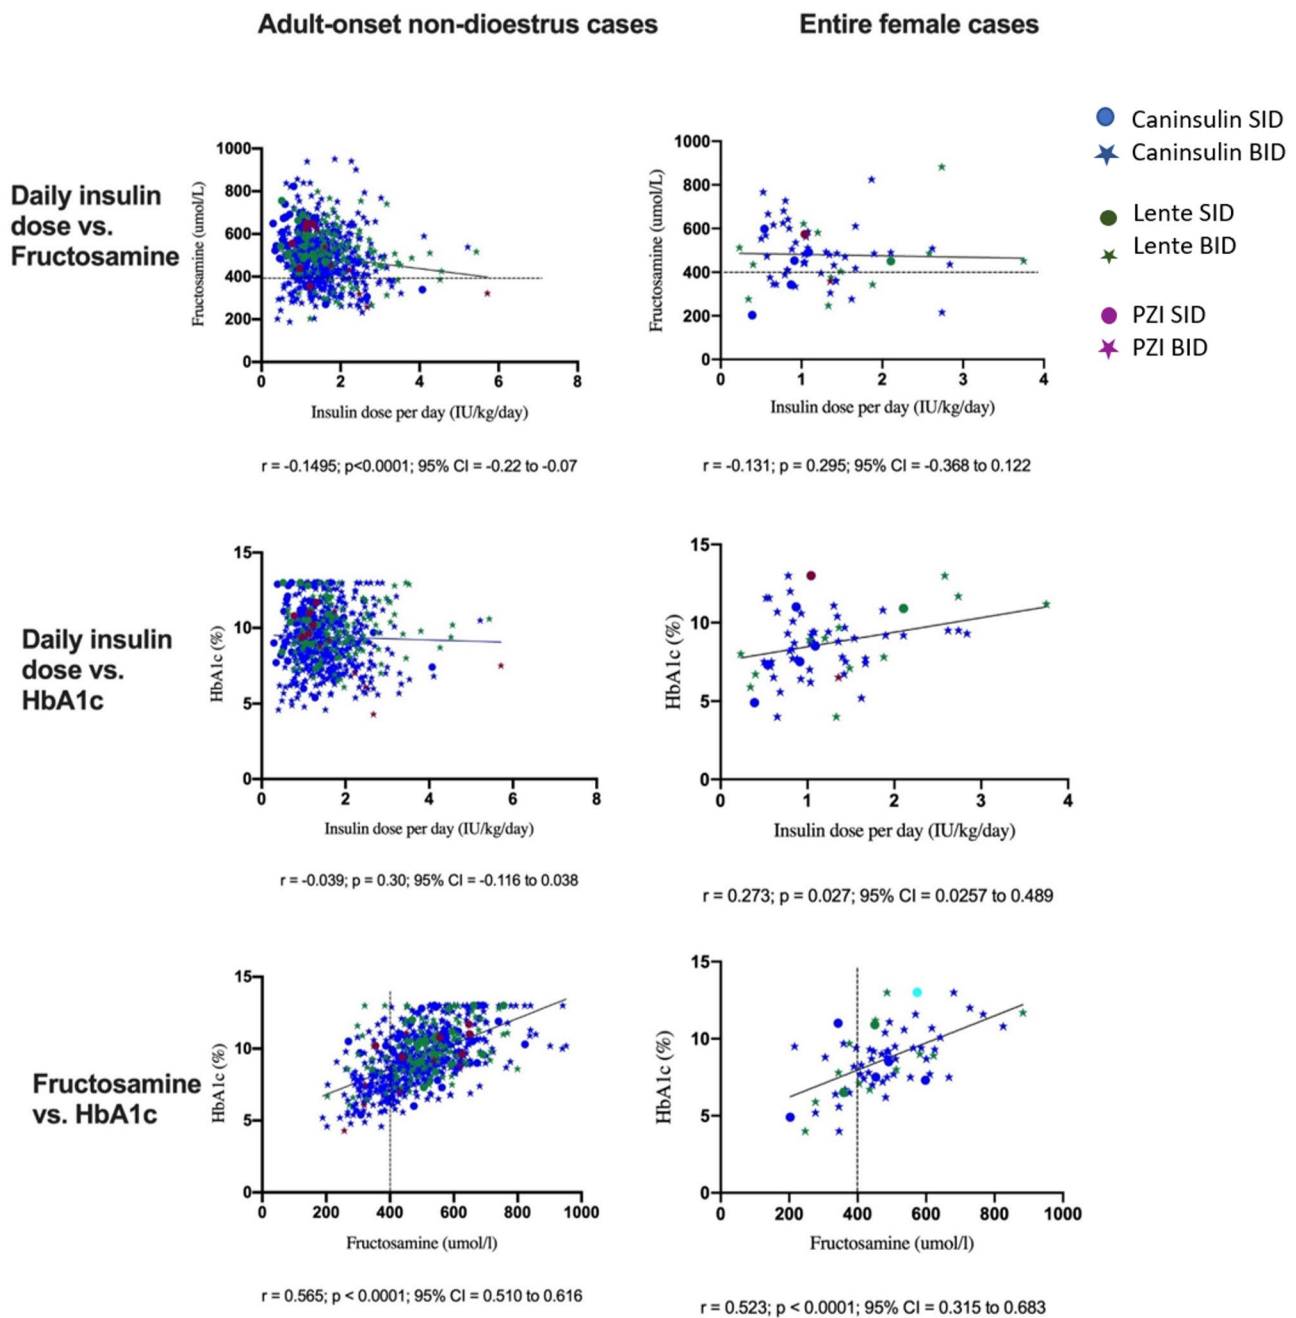 Adult-onset non-dioestrus cases
Entire female cases
Caninsulin SID
Caninsulin BID
Lente SID
Lente BID
PZI SID
PZI BID
Daily insulin
dose vs.
Fructosamine
Fructosamine (umol/L)
1000
800
600
400
200
0
0 2 4 6 8
Insulin dose per day (IU/kg/day)
r = -0.1495; p<0.0001; 95% CI = -0.22 to -0.07
Fructosamine (umol/L)
1000
800
600
400
200
0
0 1 2 3 4
Insulin dose per day (IU/kg/day)
r = -0.131; p = 0.295; 95% CI = -0.368 to 0.122
Daily insulin
dose vs.
HbA1c
HbA1c (%)
15
10
5
0
0 2 4 6 8
Insulin dose per day (IU/kg/day)
r = -0.039; p = 0.30; 95% CI = -0.116 to 0.038
HbA1c (%)
15
10
5
0
0 1 2 3 4
Insulin dose per day (IU/kg/day)
r = 0.273; p = 0.027; 95% CI = 0.0257 to 0.489
Fructosamine
vs. HbA1c
HbA1c (%)
15
10
5
0
0 200 400 600 800 1000
Fructosamine (umol/l)
r = 0.565; p < 0.0001; 95% CI = 0.510 to 0.616
HbA1c (%)
15
10
5
0
0 200 400 600 800 1000
Fructosamine (umol/l)
r = 0.523; p < 0.0001; 95% CI = 0.315 to 0.683